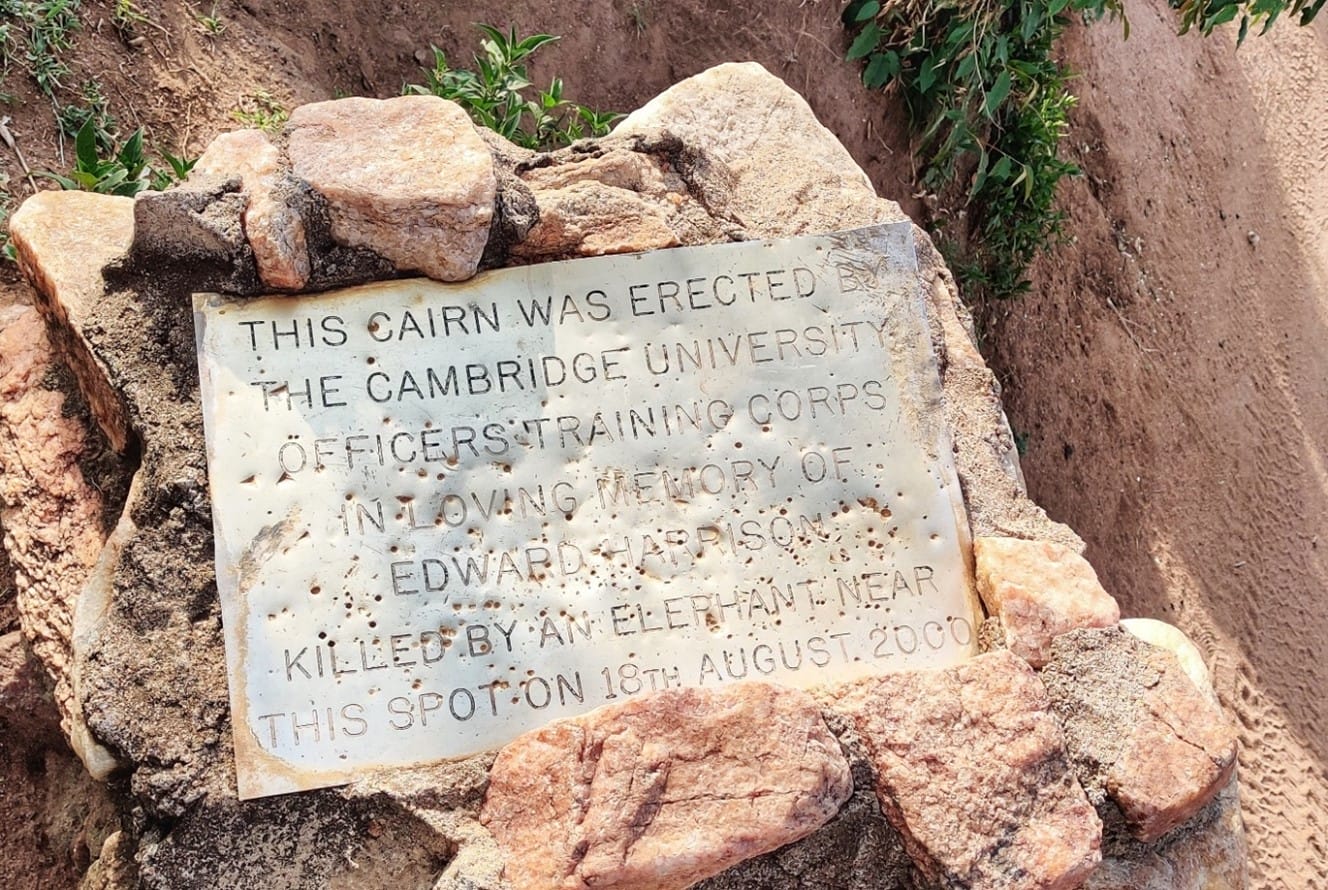 THIS CAIRN WAS ERECTED BY
THE CAMBRIDGE UNIVERSITY
OFFICERS TRAINING CORPS
IN LOVING MEMORY OF
EDWARD HARRISON
KILLED BY AN ELEPHANT NEAR
THIS SPOT ON 18TH AUGUST 2000